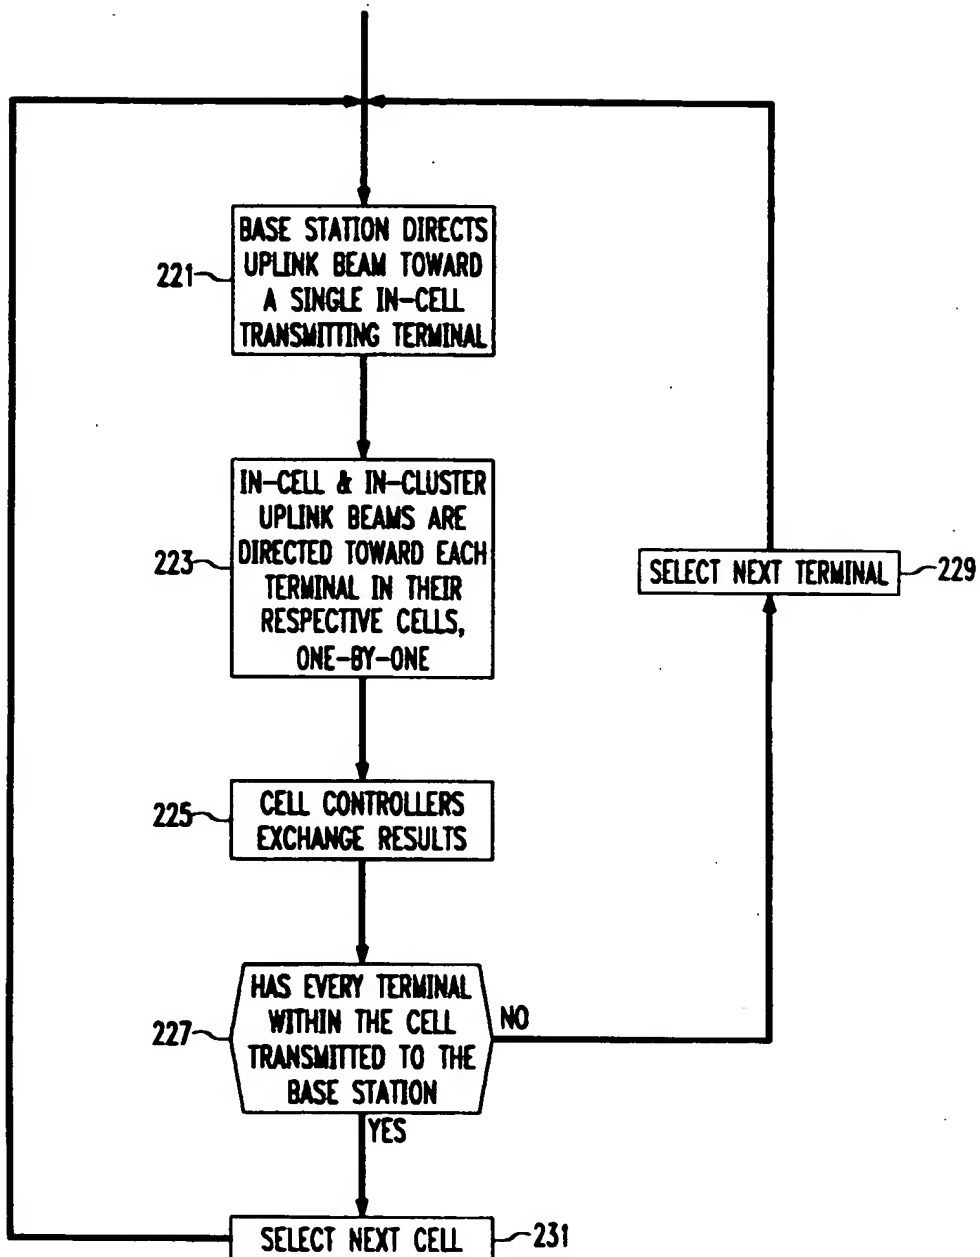 BASE STATION DIRECTS
UPLINK BEAM TOWARD
A SINGLE IN-CELL
TRANSMITTING TERMINAL
221
IN-CELL & IN-CLUSTER
UPLINK BEAMS ARE
DIRECTED TOWARD EACH
TERMINAL IN THEIR
RESPECTIVE CELLS,
ONE-BY-ONE
223
SELECT NEXT TERMINAL
229
CELL CONTROLLERS
EXCHANGE RESULTS
225
HAS EVERY TERMINAL
WITHIN THE CELL
TRANSMITTED TO THE
BASE STATION
227
NO
YES
SELECT NEXT CELL
231